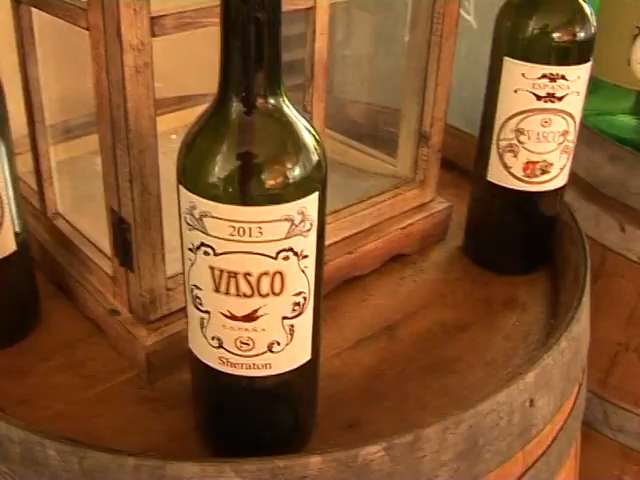 2013
VASCO
ESPAÑA
S
Sheraton
ESPAÑA
VASCO